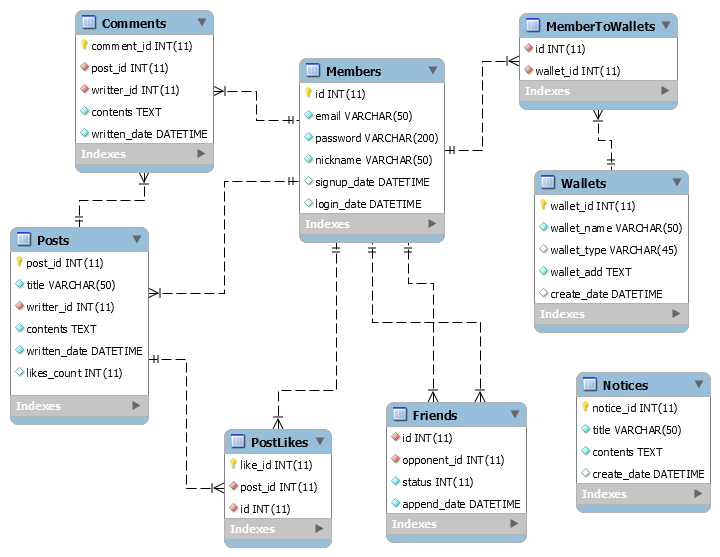 Comments
comment_id INT(11)
post_id INT(11)
writter_id INT(11)
contents TEXT
written_date DATETIME
Indexes
Members
id INT(11)
email VARCHAR(50)
password VARCHAR(200)
nickname VARCHAR(50)
signup_date DATETIME
login_date DATETIME
Indexes
MemberToWallets
id INT(11)
wallet_id INT(11)
Indexes
Wallets
wallet_id INT(11)
wallet_name VARCHAR(50)
wallet_type VARCHAR(45)
wallet_add TEXT
create_date DATETIME
Indexes
Posts
post_id INT(11)
title VARCHAR(50)
writter_id INT(11)
contents TEXT
written_date DATETIME
likes_count INT(11)
Indexes
PostLikes
like_id INT(11)
post_id INT(11)
id INT(11)
Indexes
Friends
id INT(11)
opponent_id INT(11)
status INT(11)
append_date DATETIME
Indexes
Notices
notice_id INT(11)
title VARCHAR(50)
contents TEXT
create_date DATETIME
Indexes